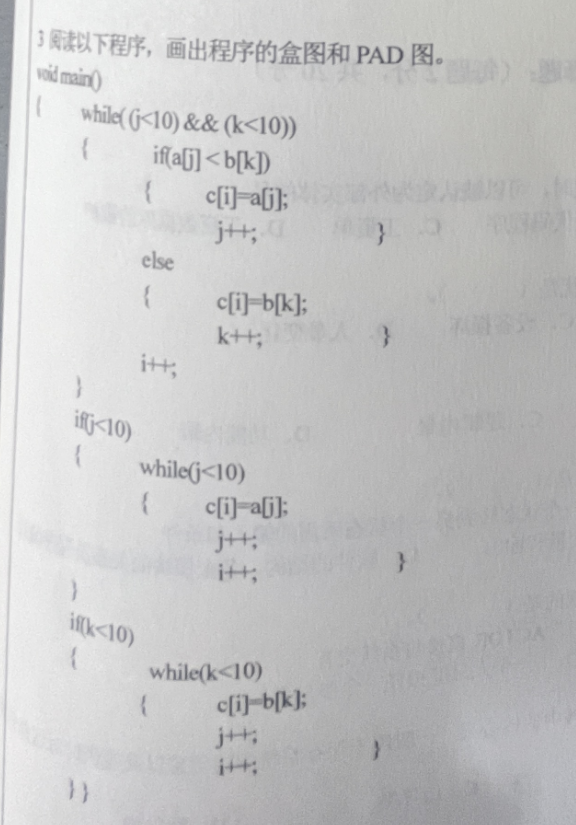 3 阅读以下程序，画出程序的盒图和 PAD 图。
void main()
{ while( (j<10) && (k<10))
{ if(a[j] < b[k])
{ c[i]=a[j];
j++; }
else
{ c[i]=b[k];
k++; }
i++;
}
if(j<10)
{
while(j<10)
{ c[i]=a[j];
j++;
i++; }
}
if(k<10)
{
while(k<10)
{ c[i]=b[k];
j++;
i++; }
} }